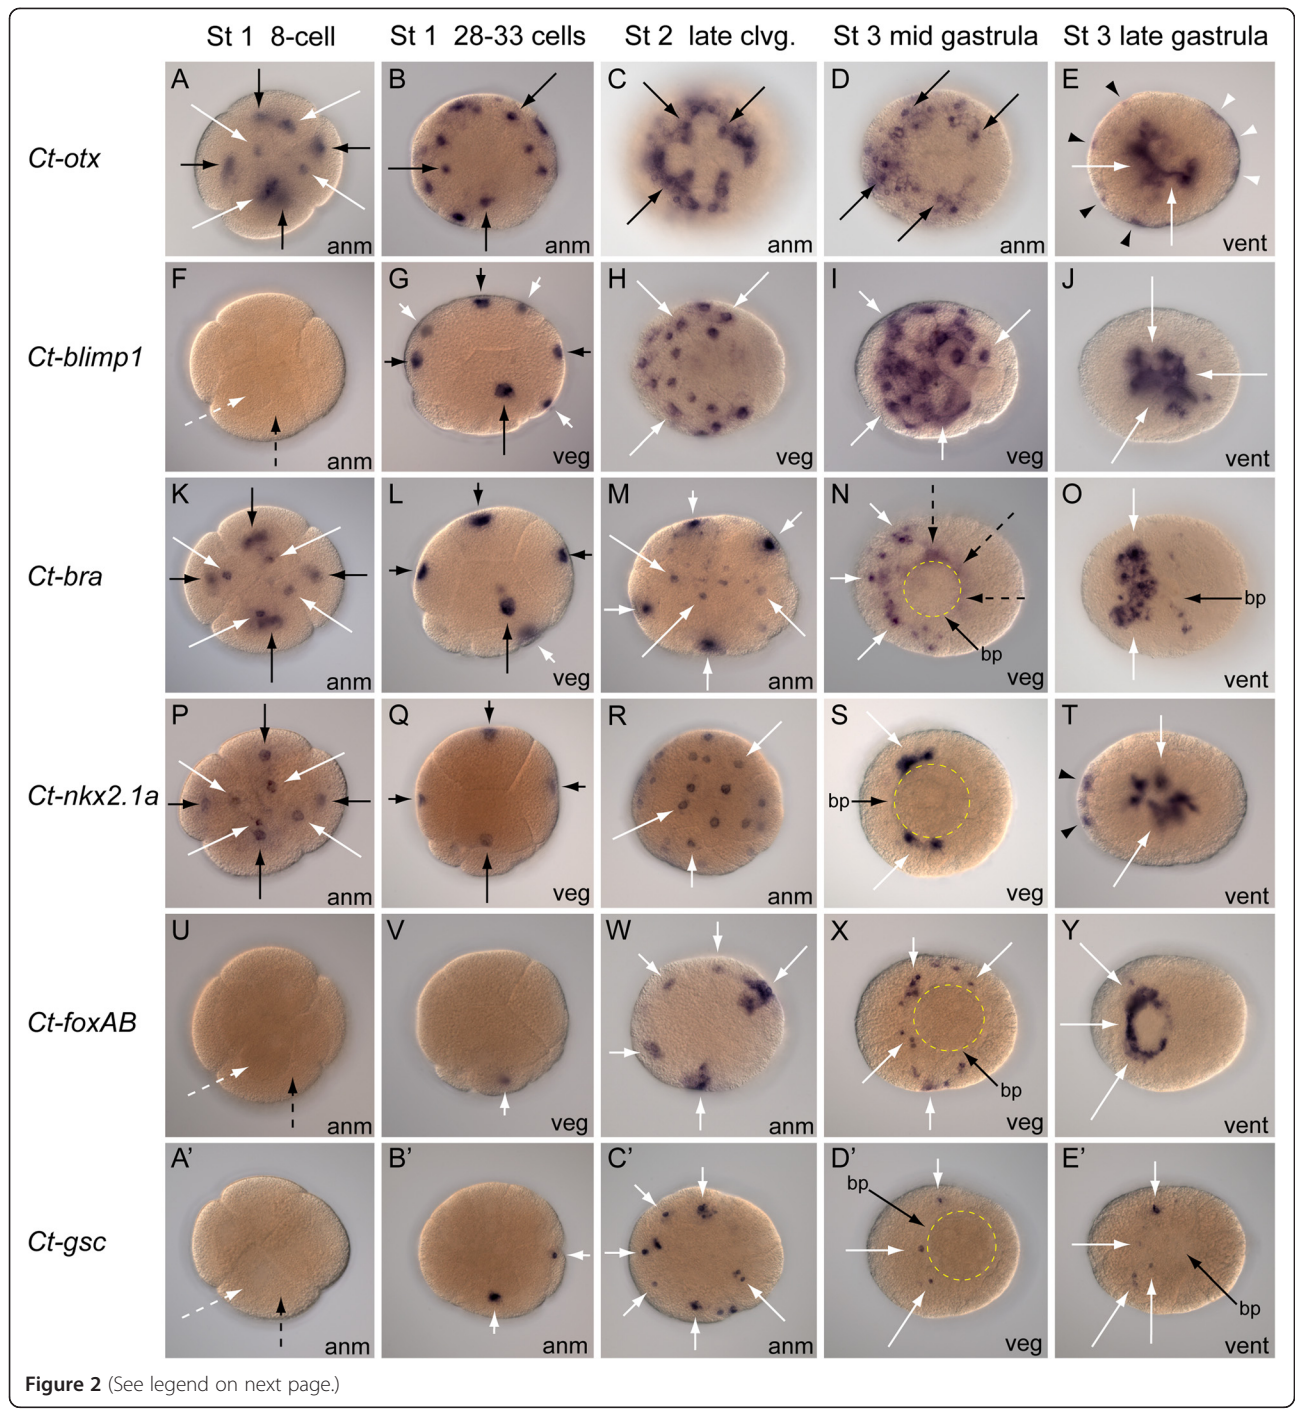 St 1 8-cell St 1 28-33 cells St 2 late clvg. St 3 mid gastrula St 3 late gastrula
Ct-otx
A anm B anm C anm D anm E vent
Ct-blimp1
F anm G veg H veg I veg J vent
Ct-bra
K anm L veg M anm N bp veg O bp vent
Ct-nkx2.1a
P anm Q veg R anm S bp veg T vent
Ct-foxAB
U anm V veg W anm X bp veg Y vent
Ct-gsc
A’ anm B’ anm C’ anm D’ bp veg E’ bp vent
Figure 2 (See legend on next page.)